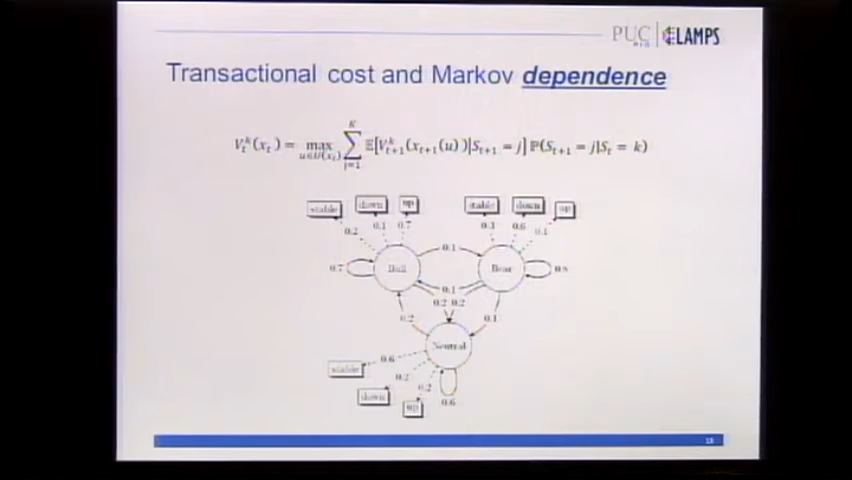 PUC RIO LAMPS
Transactional cost and Markov dependence
V_t^k(x_t) = max_{u∈U(x_t)} ∑_{j=1}^{K} 𝔼[V_{t+1}^k(x_{t+1}(u))|S_{t+1} = j] ℙ(S_{t+1} = j|S_t = k)
stable down up stable down up
0.2 0.1 0.7 0.3 0.6 0.1
0.1
0.7 Bull Bear 0.8
0.1
0.2 0.2
0.2 0.1
Neutral
0.6
stable 0.2
0.2
down 0.6
up
18